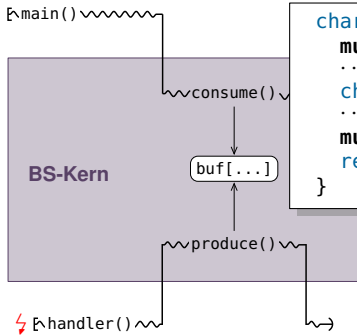 main()
char
mu
..
consume()
ch
..
mu
buf[...]
re
BS-Kern
}
produce()
handler()